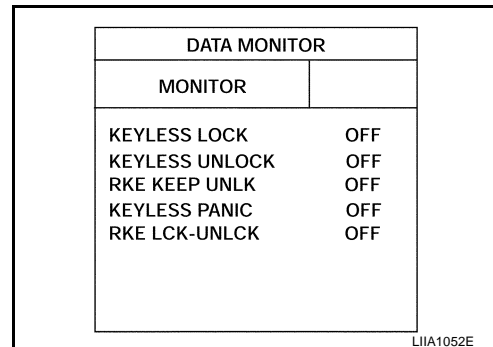 DATA MONITOR
MONITOR
KEYLESS LOCK OFF
KEYLESS UNLOCK OFF
RKE KEEP UNLK OFF
KEYLESS PANIC OFF
RKE LCK-UNLCK OFF
LIIA1052E